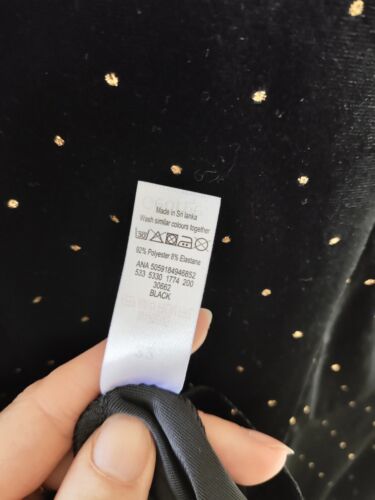 Made in Sri lanka
Wash similar colours together
30
92% Polyester 8% Elastane
ANA 5059184946852
533 5330 1774 200
30662
BLACK